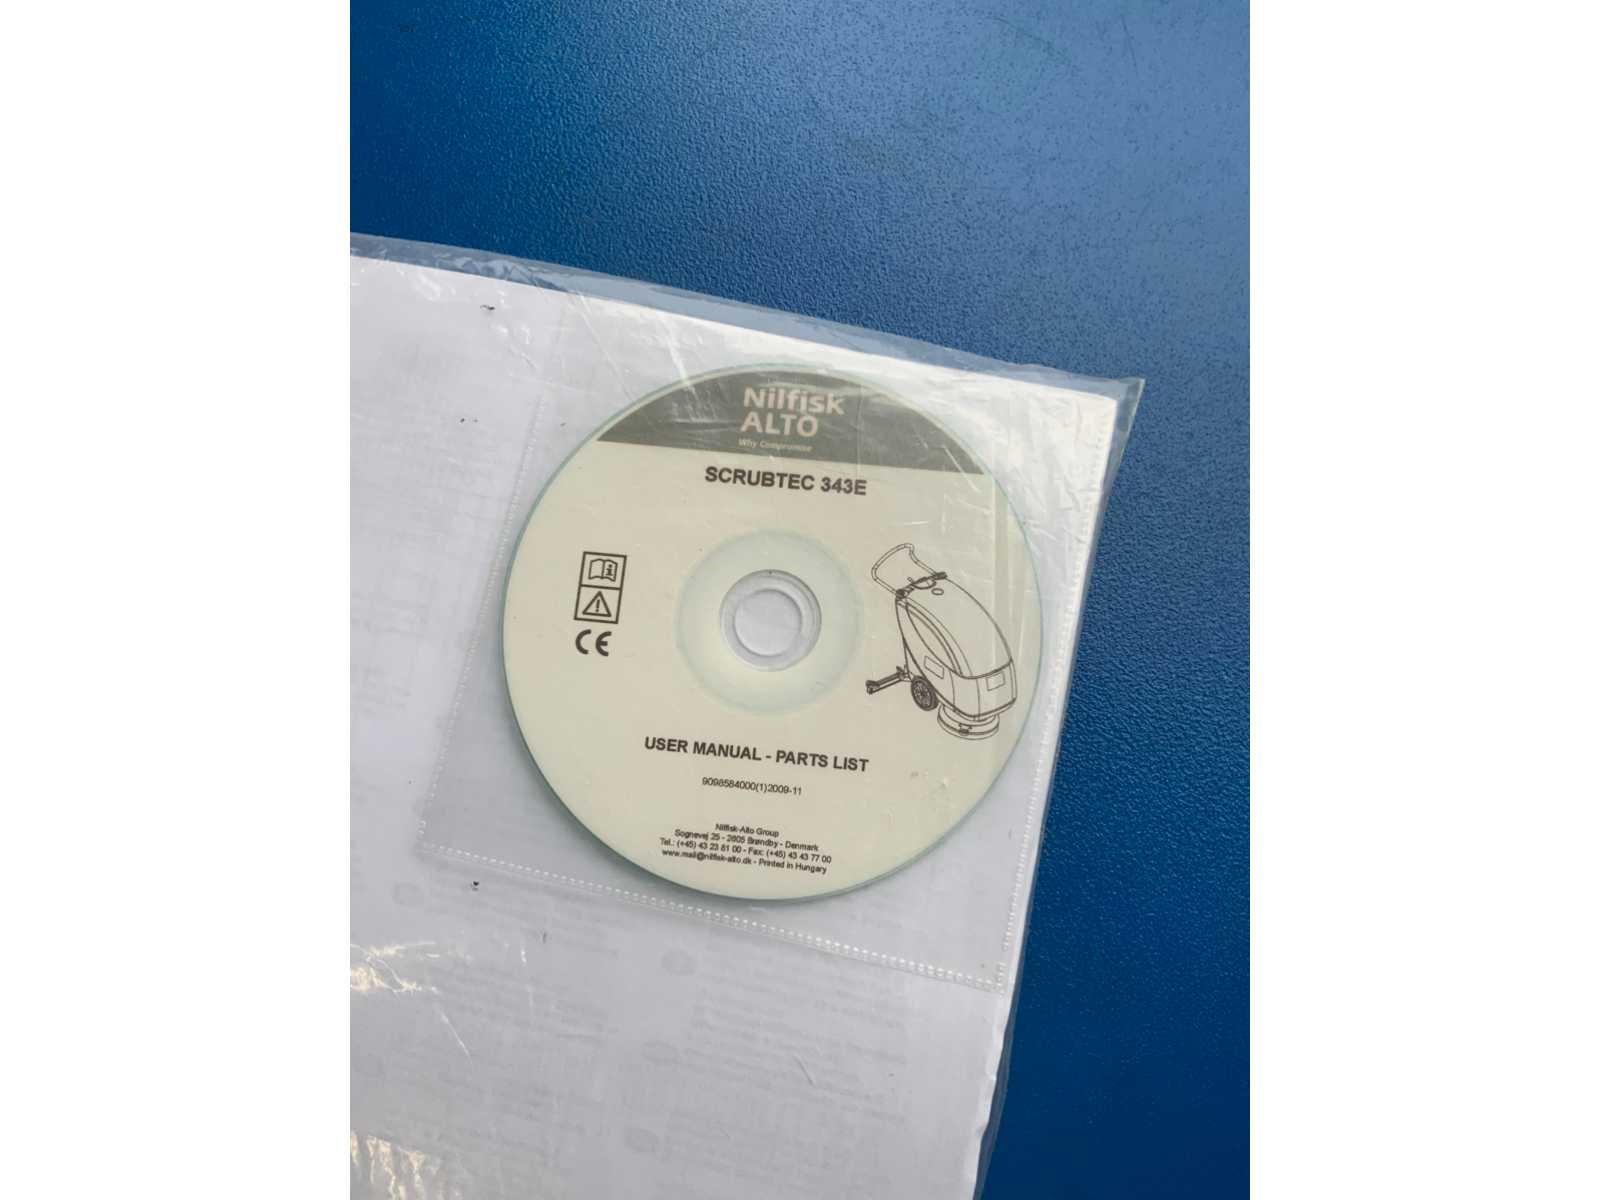 Nilfisk
ALTO
Why Compromise
SCRUBTEC 343E
CE
USER MANUAL - PARTS LIST
9098584000(1)2009-11
Nilfisk-Alto Group
Sognevej 25 - 2605 Brøndby - Denmark
Tel.: (+45) 43 23 81 00 - Fax: (+45) 43 43 77 00
www.mail@nilfisk-alto.dk - Printed in Hungary